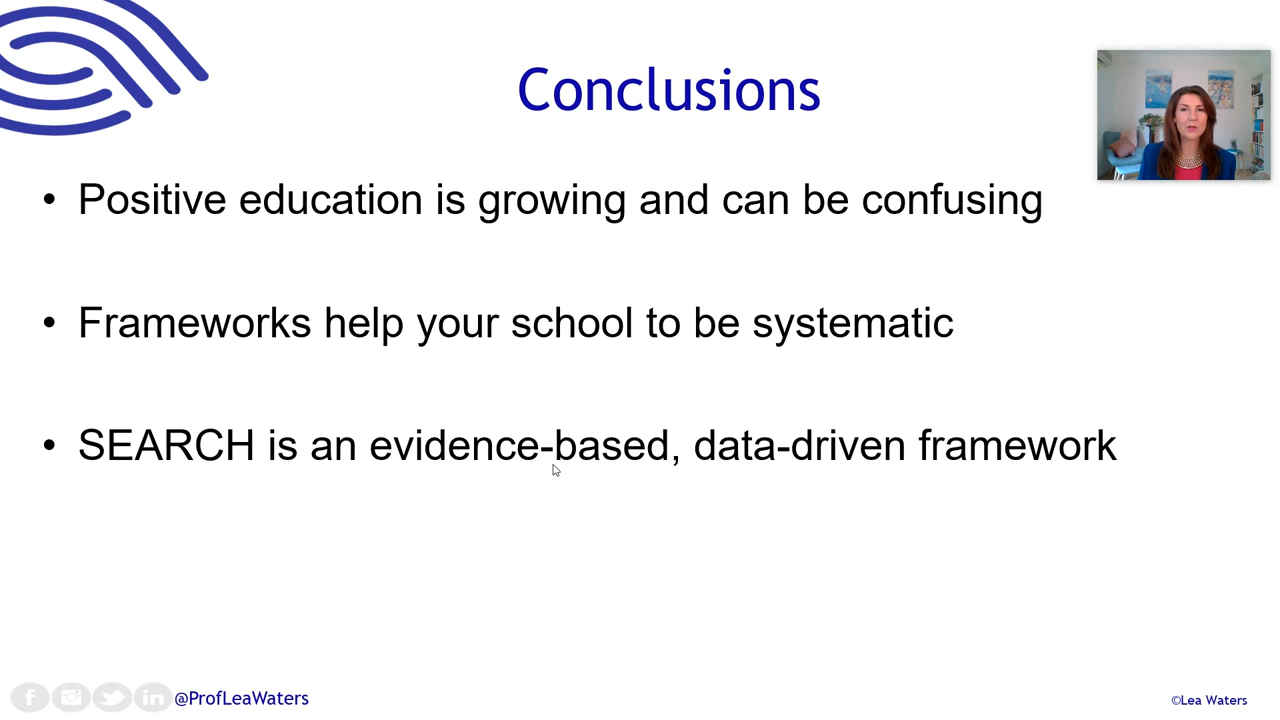 Conclusions
• Positive education is growing and can be confusing
• Frameworks help your school to be systematic
• SEARCH is an evidence-based, data-driven framework
@ProfLeaWaters
©Lea Waters